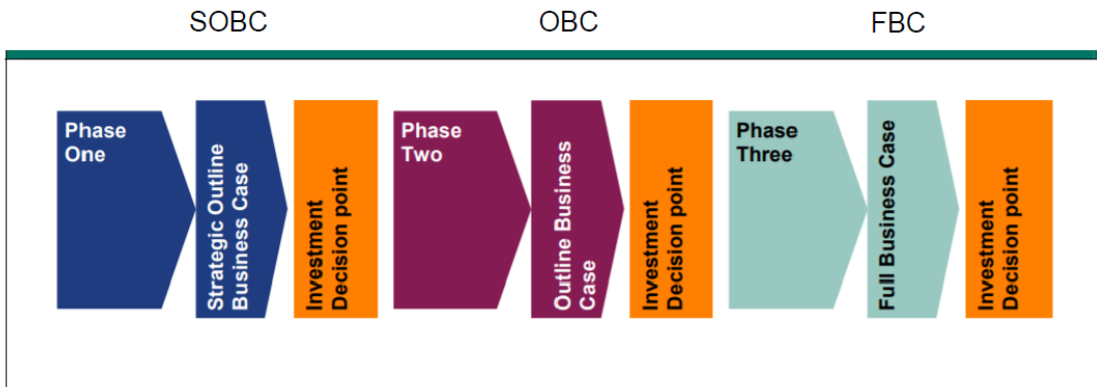 SOBC
OBC
FBC
Phase
One
Strategic Outline
Business Case
Investment
Decision point
Phase
Two
Outline Business
Case
Investment
Decision point
Phase
Three
Full Business Case
Investment
Decision point